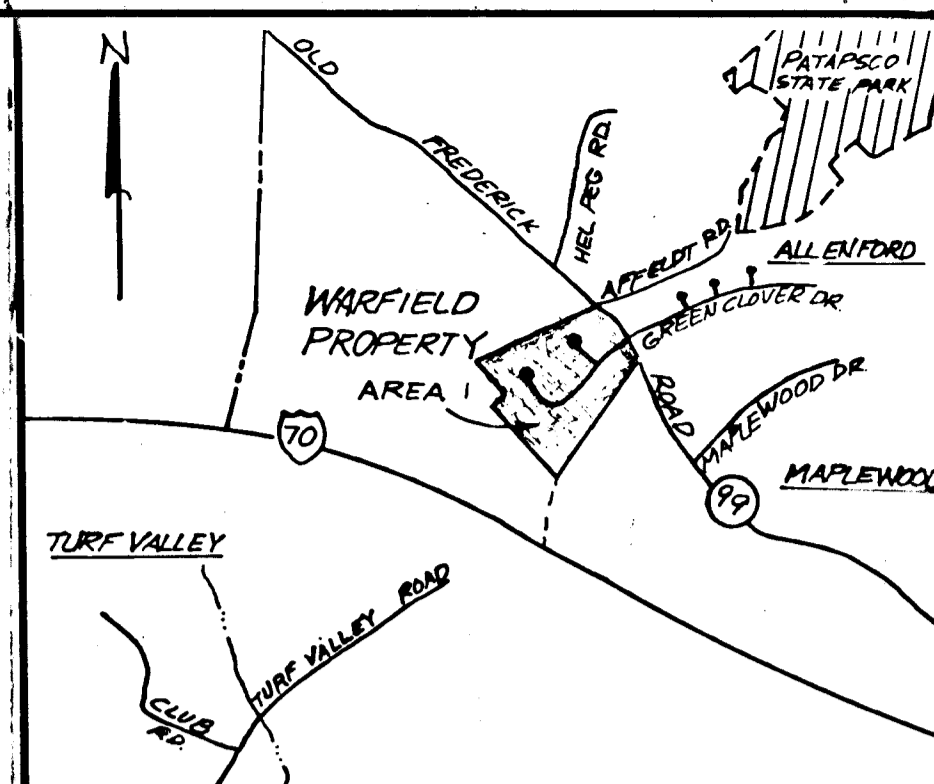 N
OLD
FREDERICK
ROAD
PATAPSCO
STATE PARK
HEL PEG RD.
AFFELDT RD.
ALLENFORD
GREEN CLOVER DR.
WARFIELD
PROPERTY
AREA 1
MAPLEWOOD DR.
MAPLEWOOD
70
99
TURF VALLEY
TURF VALLEY ROAD
CLUB
RD.